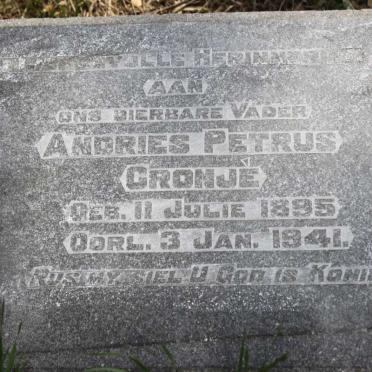 HERINNERING
AAN
ONS DIERBARE VADER
ANDRIES PETRUS
CRONJÉ
GEB. 11 JULIE 1895
OORL. 3 JAN. 1941.
RUS MY SIEL U GOD IS KONI